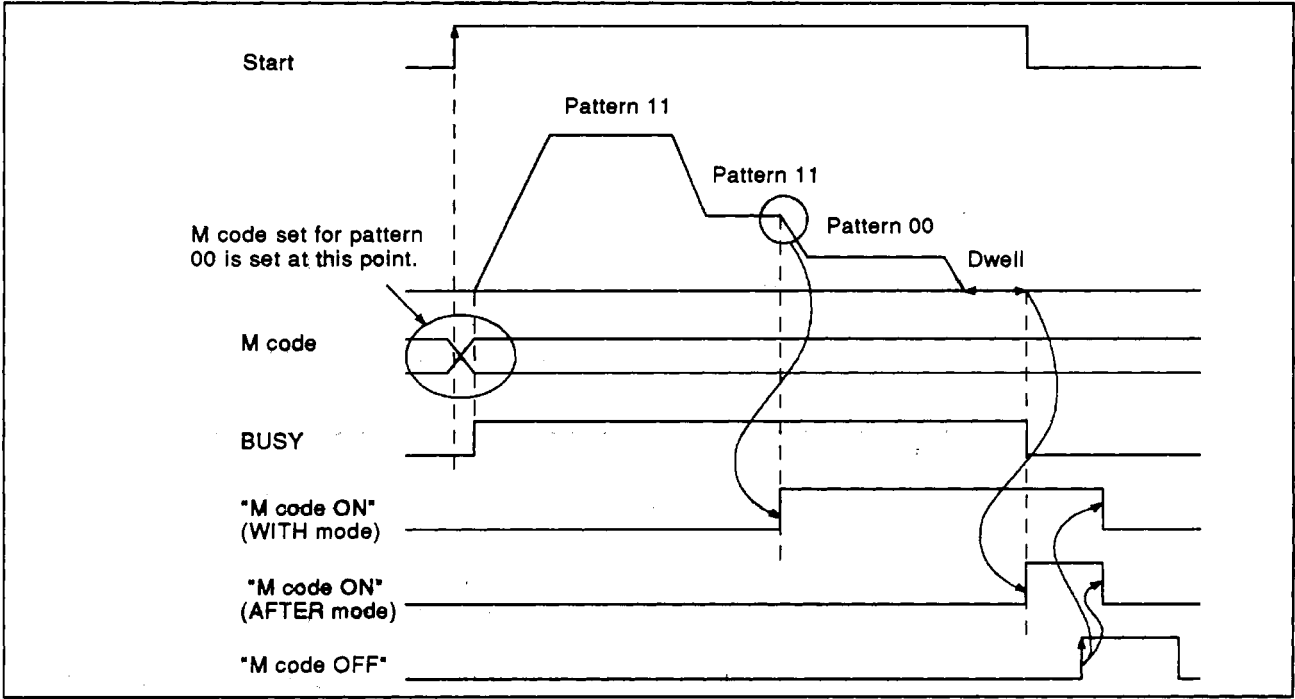 Start
Pattern 11
Pattern 11
Pattern 00
Dwell
M code set for pattern
00 is set at this point.
M code
BUSY
"M code ON"
(WITH mode)
"M code ON"
(AFTER mode)
"M code OFF"